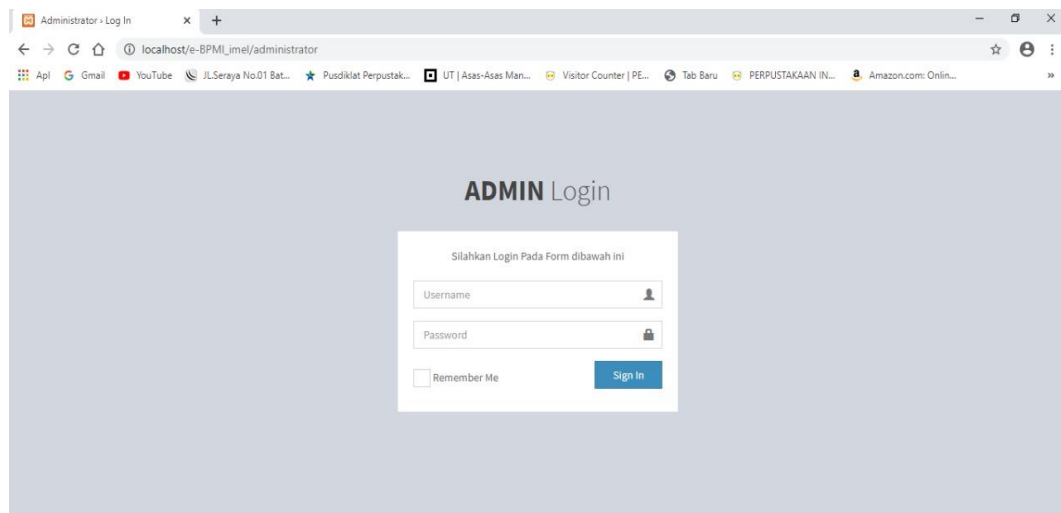 Administrator › Log In
localhost/e-BPMI_imel/administrator
Apl Gmail YouTube JL.Seraya No.01 Bat... Pusdiklat Perpustak... UT | Asas-Asas Man... Visitor Counter | PE... Tab Baru PERPUSTAKAAN IN... Amazon.com: Onlin...
ADMIN Login
Silahkan Login Pada Form dibawah ini
Username
Password
Remember Me Sign In